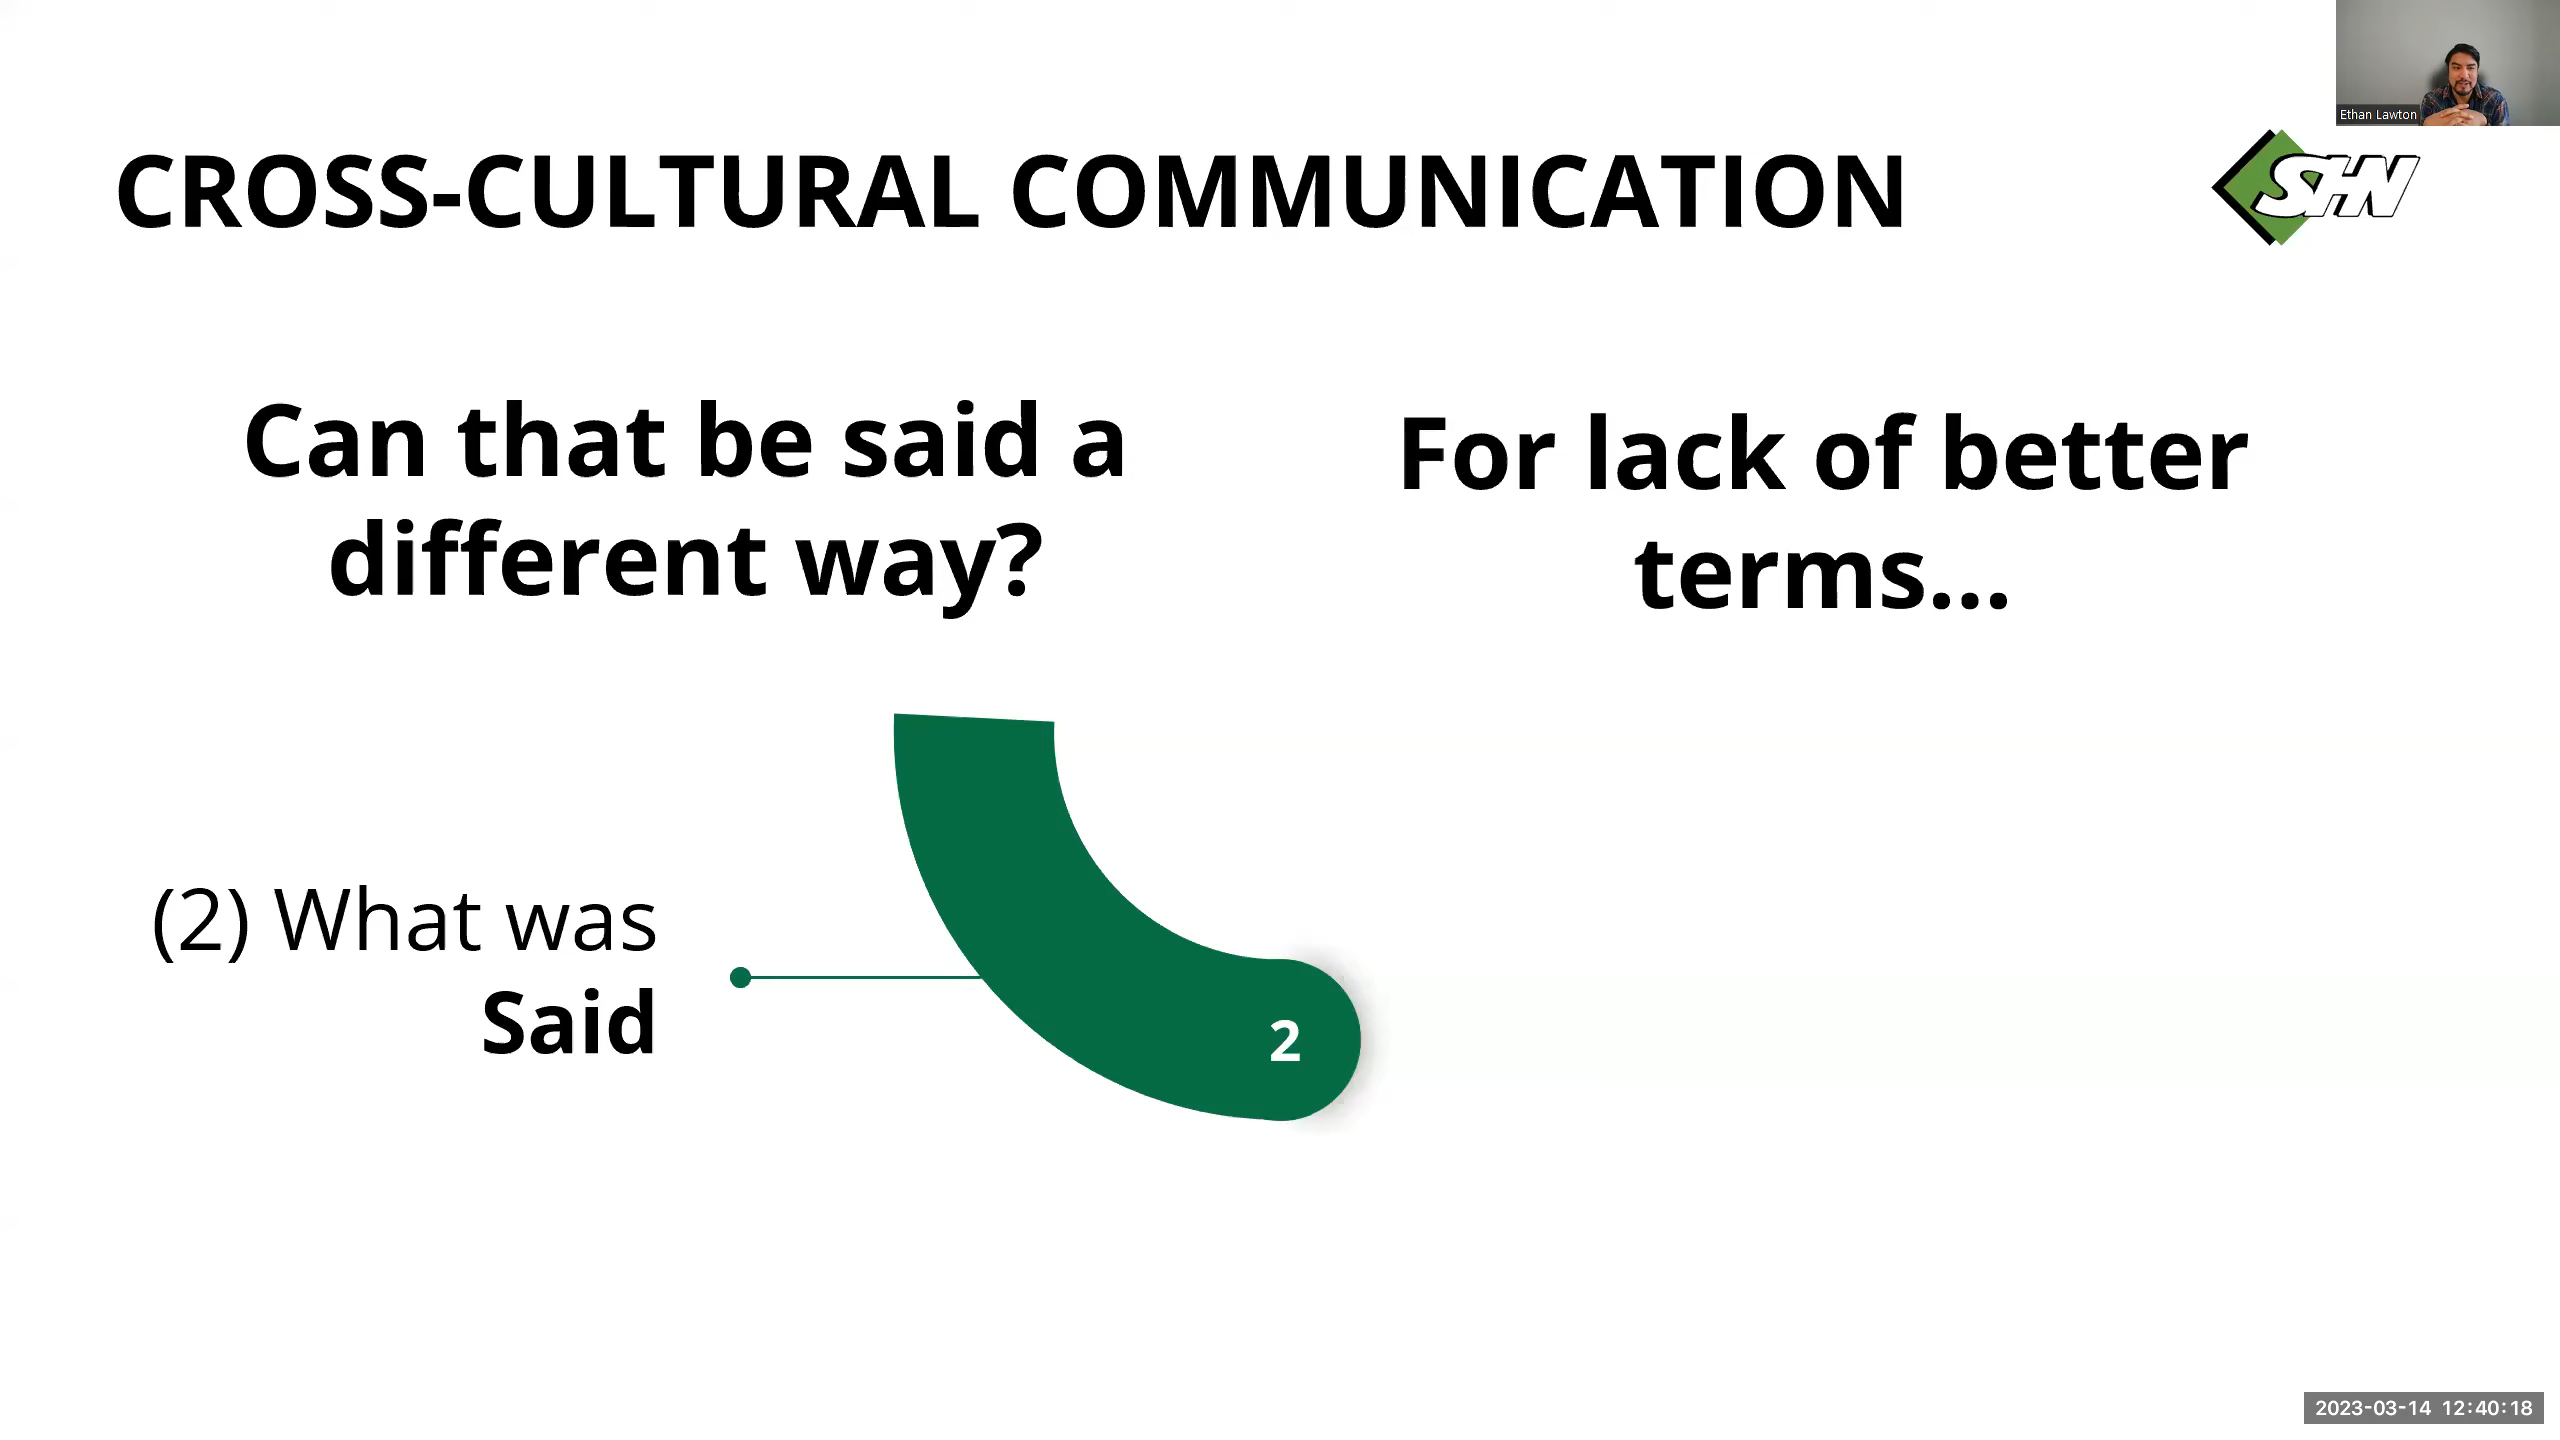 Ethan Lawton
CROSS-CULTURAL COMMUNICATION
SHN
Can that be said a
different way?
For lack of better
terms...
(2) What was
Said
2
2023-03-14 12:40:18